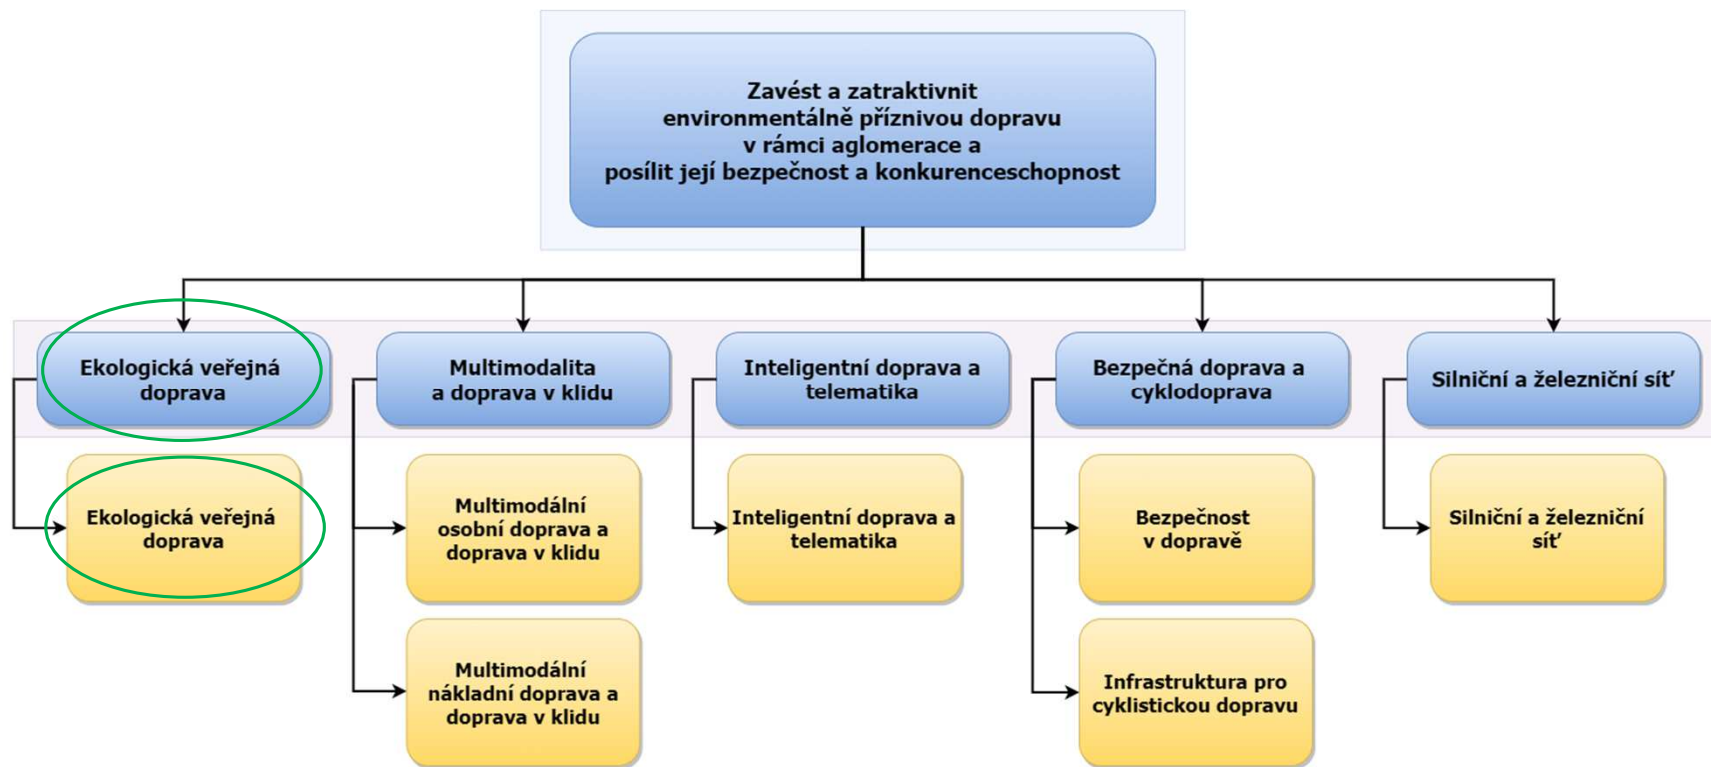 Zavést a zatraktivnit
environmentálně příznivou dopravu
v rámci aglomerace a
posílit její bezpečnost a konkurenceschopnost
Ekologická veřejná
doprava
Multimodalita
a doprava v klidu
Inteligentní doprava a
telematika
Bezpečná doprava a
cyklodoprava
Silniční a železniční síť
Ekologická veřejná
doprava
Multimodální
osobní doprava a
doprava v klidu
Inteligentní doprava a
telematika
Bezpečnost
v dopravě
Silniční a železniční
síť
Multimodální
nákladní doprava a
doprava v klidu
Infrastruktura pro
cyklistickou dopravu